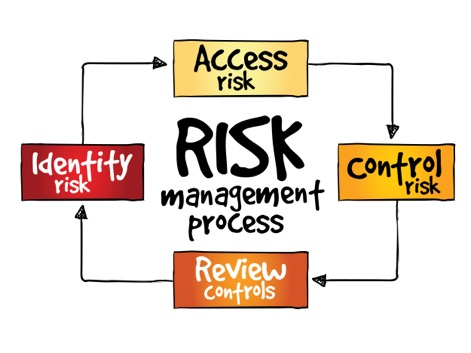 Access
risk
Identity
risk
RISK
management
process
Control
risk
Review
Controls